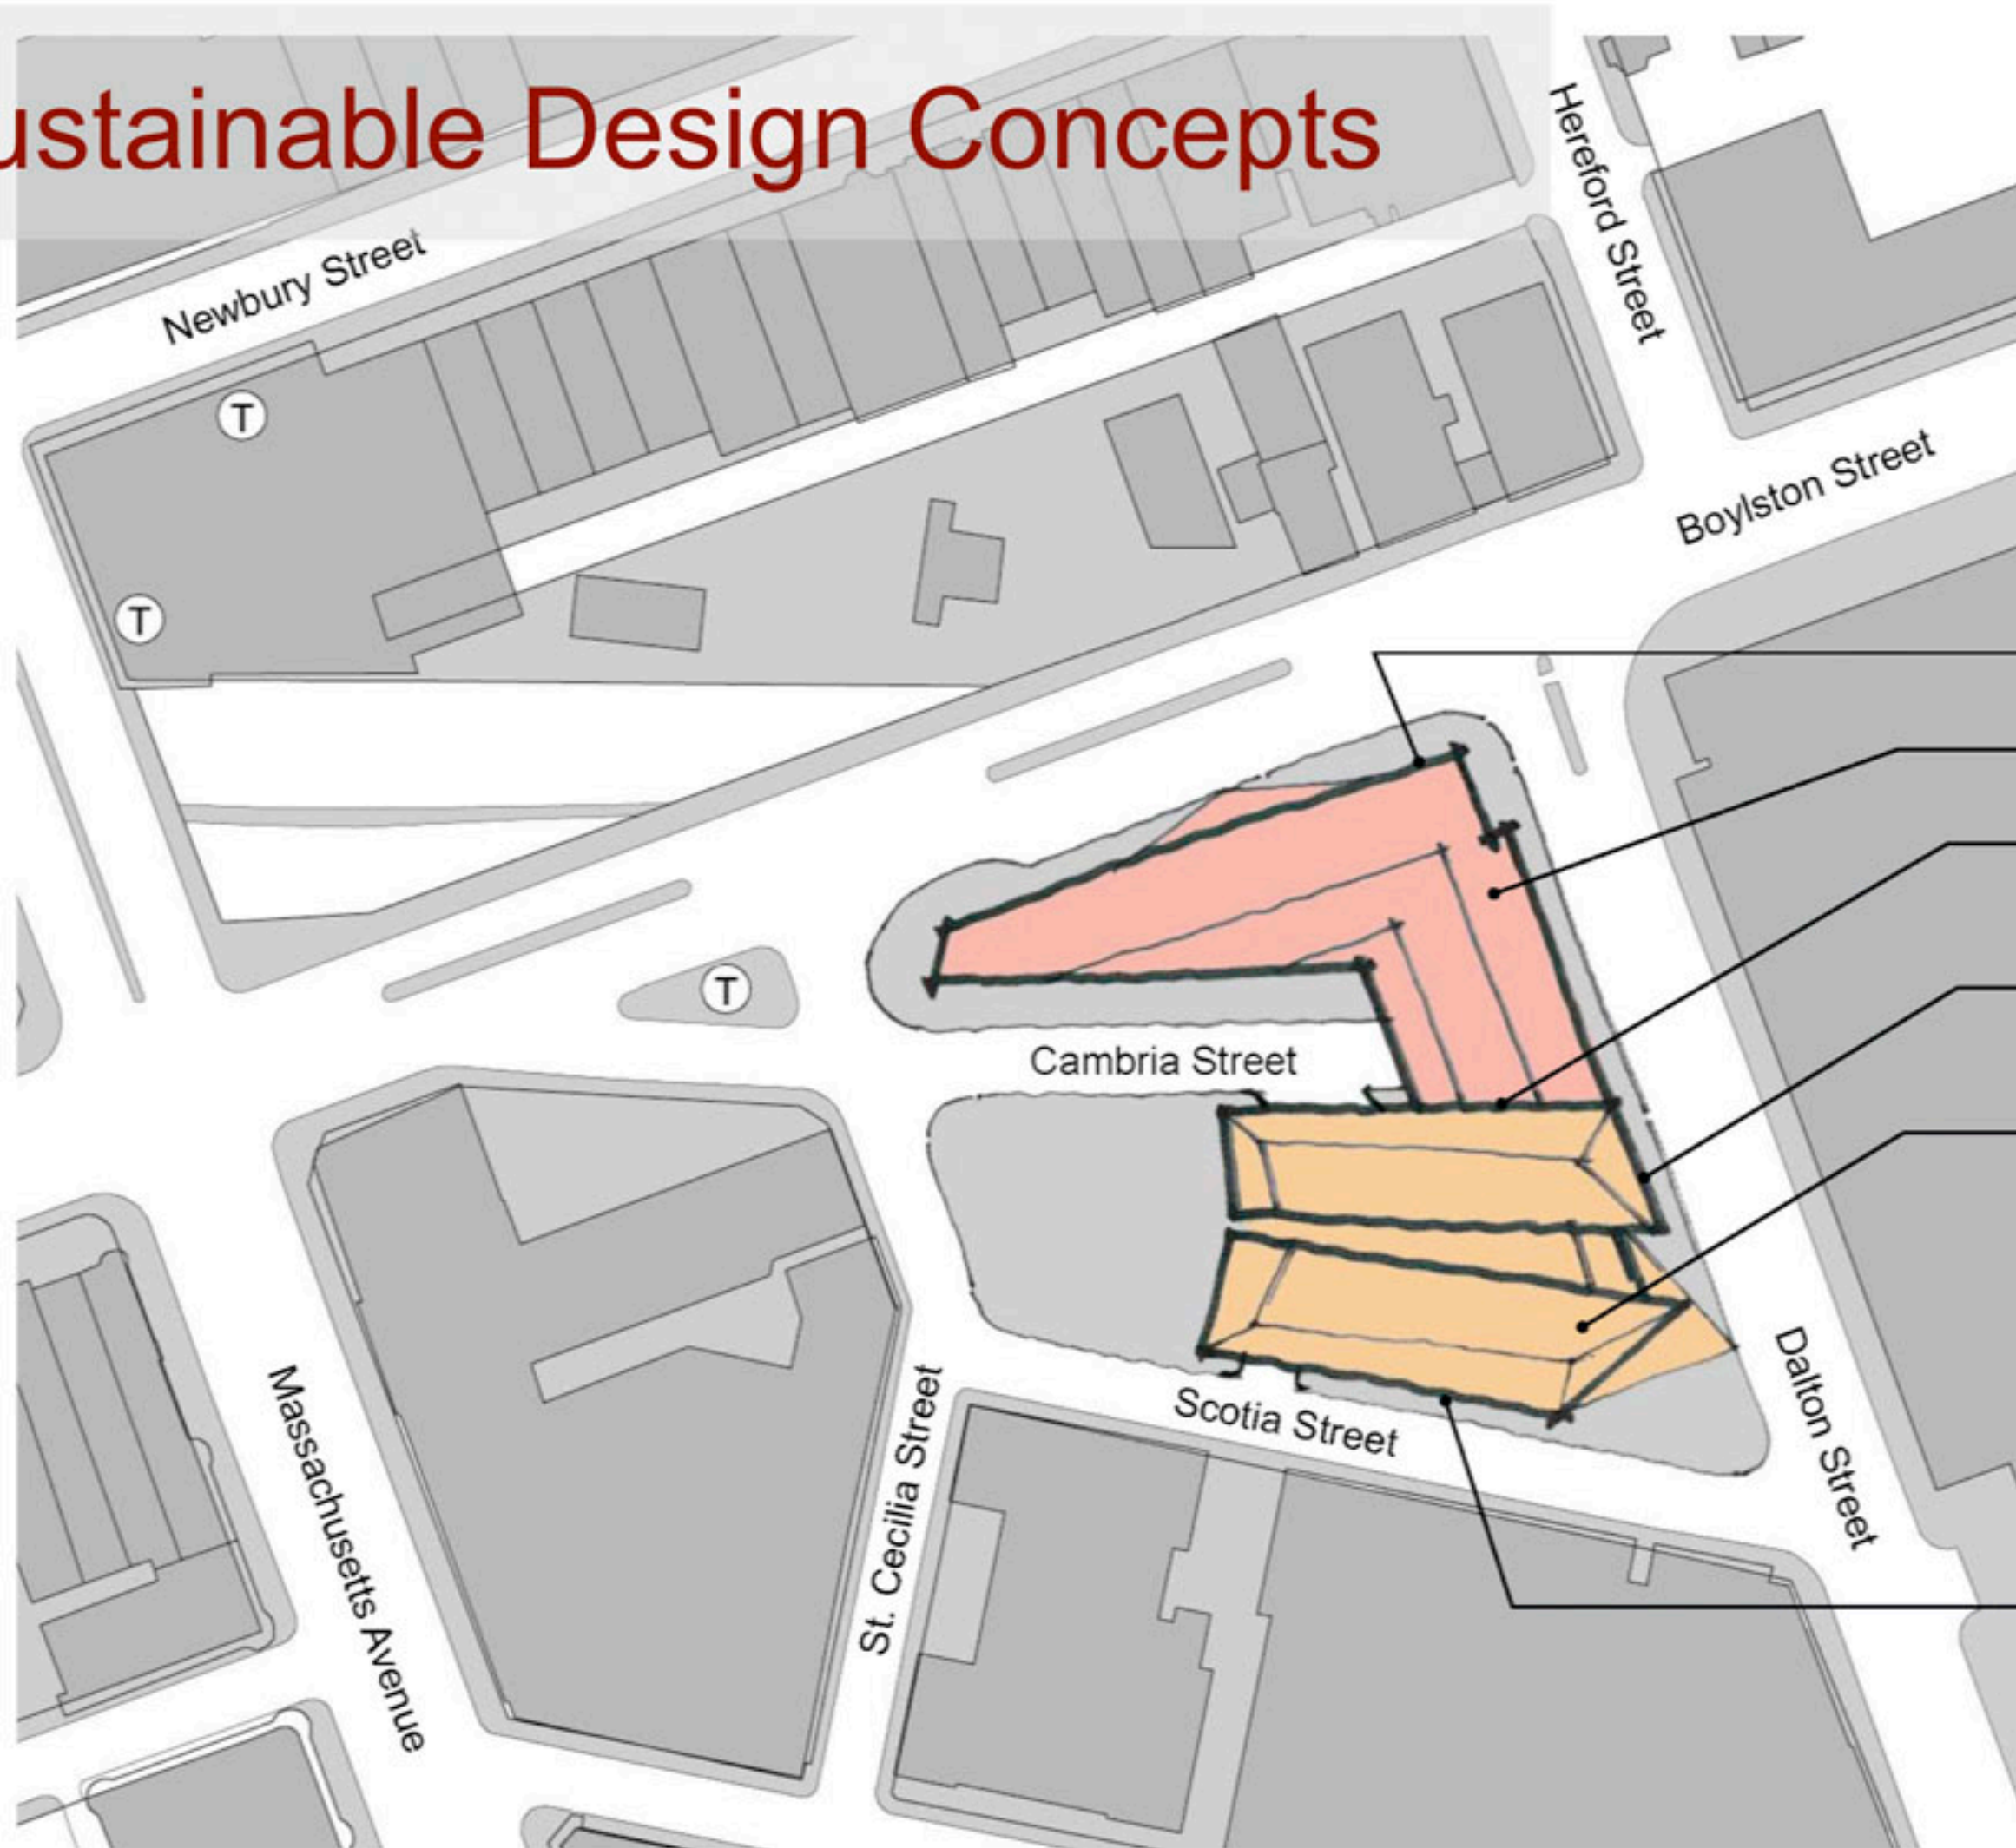 ustainable Design Concepts
Hereford Street
Newbury Street
T
Boylston Street
T
T
Cambria Street
Dalton Street
Scotia Street
St. Cecilia Street
Massachusetts Avenue